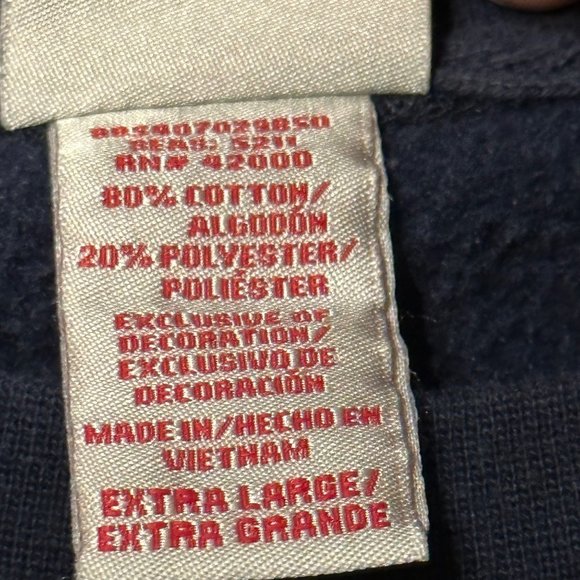 RN# 42000
80% COTTON/
ALGODÓN
20% POLYESTER/
POLIÉSTER
EXCLUSIVE OF
DECORATION/
EXCLUSIVO DE
DECORACIÓN
MADE IN/HECHO EN
VIETNAM
EXTRA LARGE/
EXTRA GRANDE